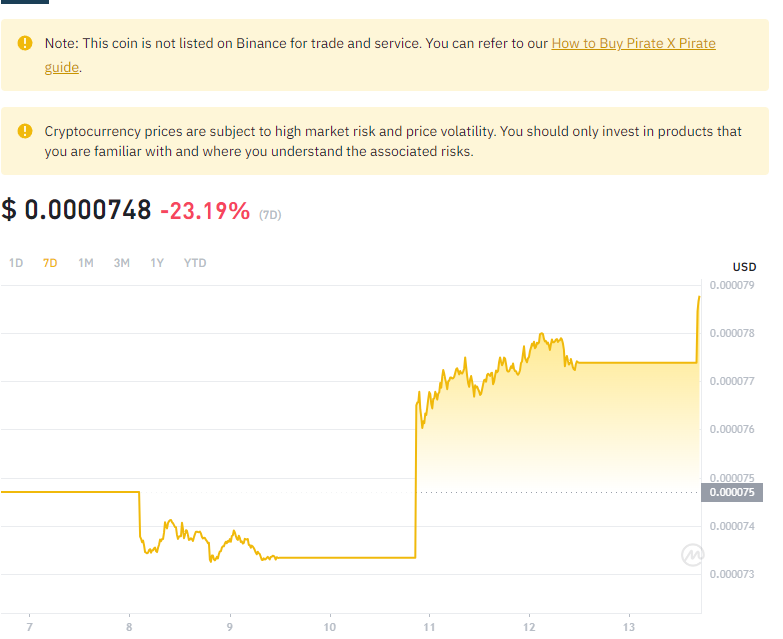 Note: This coin is not listed on Binance for trade and service. You can refer to our How to Buy Pirate X Pirate
guide.
Cryptocurrency prices are subject to high market risk and price volatility. You should only invest in products that
you are familiar with and where you understand the associated risks.
$ 0.0000748 -23.19% (7D)
1D 7D 1M 3M 1Y YTD
USD
0.000079
0.000078
0.000077
0.000076
0.000075
0.000075
0.000074
0.000073
7 8 9 10 11 12 13